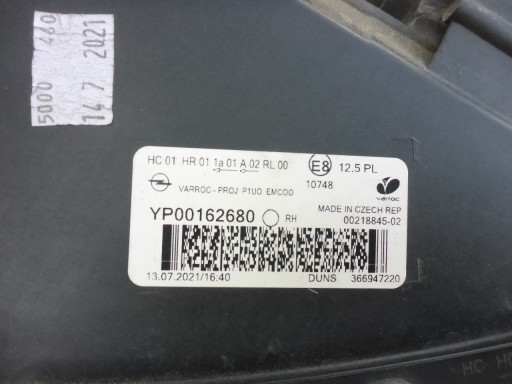 5000 460
14 7 2021
HC 01 HR 01 1a 01 A 02 RL 00
E8 12.5 PL
10748
VARROC - PROJ P1UO EMCOO
varroc
YP00162680 RH
MADE IN CZECH REP
00218845-02
13.07.2021/16:40
DUNS 366947220
HC